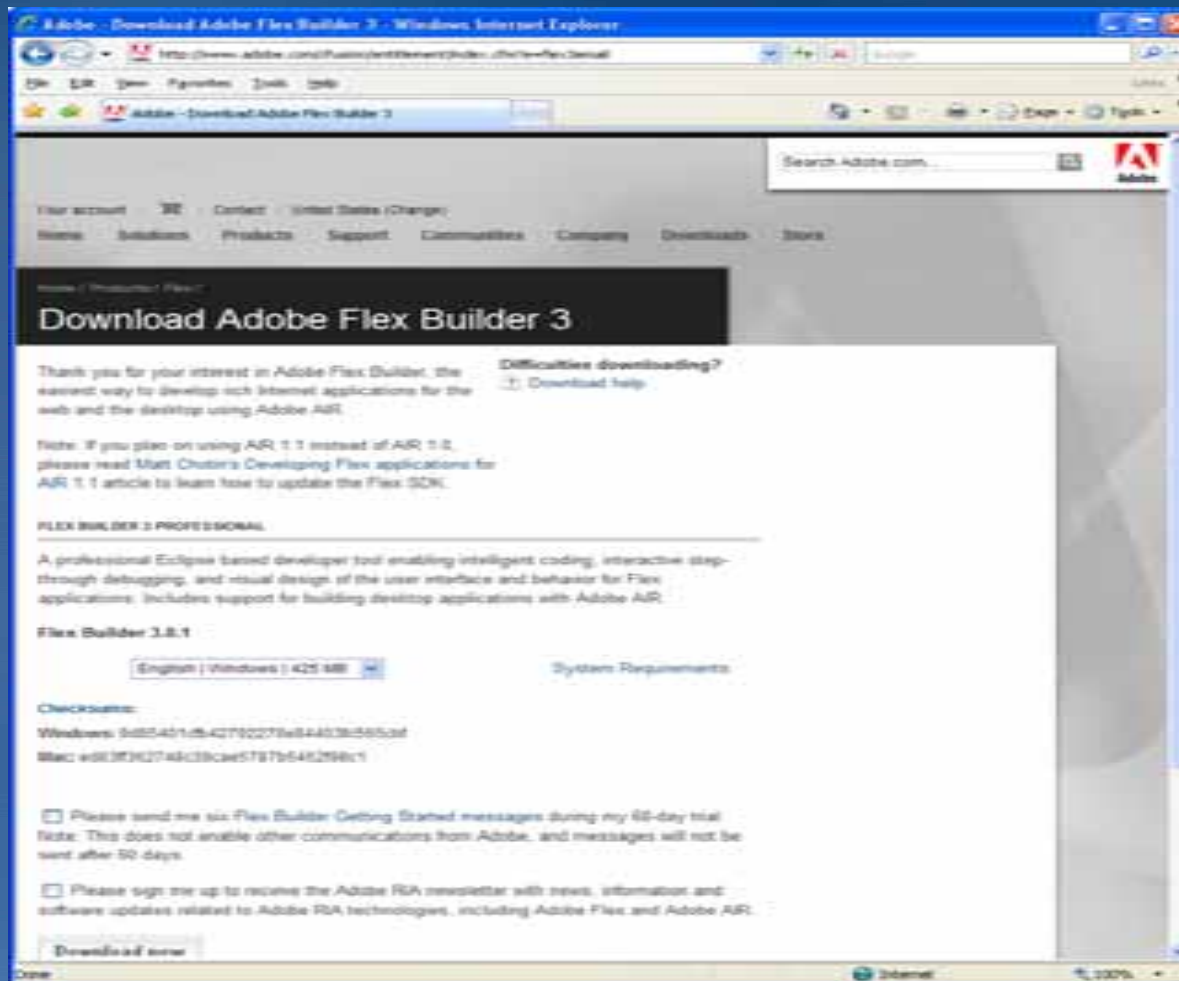 Adobe - Download Adobe Flex Builder 3 - Windows Internet Explorer
File Edit View Favorites Tools Help
Links
Adobe - Download Adobe Flex Builder 3
Page Tools
Search Adobe.com...
Adobe
Your account Contact United States (Change)
Home Solutions Products Support Communities Company Downloads Store
Home / Products / Flex /
Download Adobe Flex Builder 3
Thank you for your interest in Adobe Flex Builder, the
easiest way to develop rich Internet applications for the
web and the desktop using Adobe AIR.
Difficulties downloading?
Download help
Note: If you plan on using AIR 1.1 instead of AIR 1.0,
please read Matt Chotin's Developing Flex applications for
AIR 1.1 article to learn how to update the Flex SDK.
FLEX BUILDER 3 PROFESSIONAL
A professional Eclipse based developer tool enabling intelligent coding, interactive step-
through debugging, and visual design of the user interface and behavior for Flex
applications. Includes support for building desktop applications with Adobe AIR.
Flex Builder 3.0.1
English | Windows | 425 MB
System Requirements
Checksums:
Windows:
Mac:
Please send me six Flex Builder Getting Started messages during my 60-day trial.
Note: This does not enable other communications from Adobe, and messages will not be
sent after 90 days.
Please sign me up to receive the Adobe RIA newsletter with news, information and
software updates related to Adobe RIA technologies, including Adobe Flex and Adobe AIR.
Download now
Done
Internet
100%